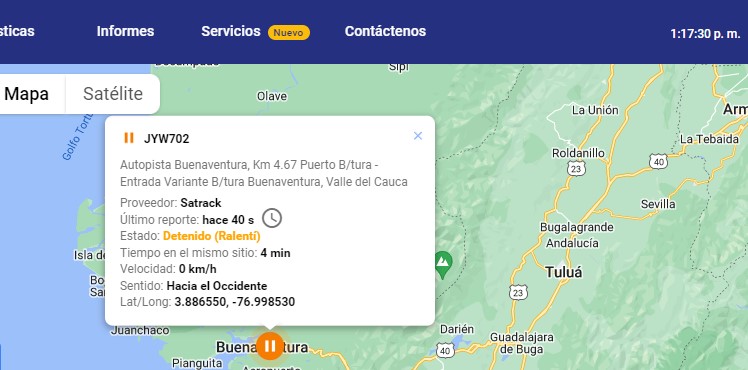 sticas Informes Servicios Nuevo Contáctenos 1:17:30 p. m.
Sipí
Mapa Satélite
Olave
Golfo Tortu
JYW702 ×
Autopista Buenaventura, Km 4.67 Puerto B/tura -
Entrada Variante B/tura Buenaventura, Valle del Cauca
Proveedor: Satrack
Último reporte: hace 40 s
Estado: Detenido (Ralentí)
Tiempo en el mismo sitio: 4 min
Velocidad: 0 km/h
Sentido: Hacia el Occidente
Lat/Long: 3.886550, -76.998530
La Unión
Arm
La Tebaida
Roldanillo
23
40
Sevilla
Bugalagrande
Andalucía
Tuluá
23
Isla de
Juanchaco
Darién
Guadalajara
de Buga
40
Buenaventura
Pianguita